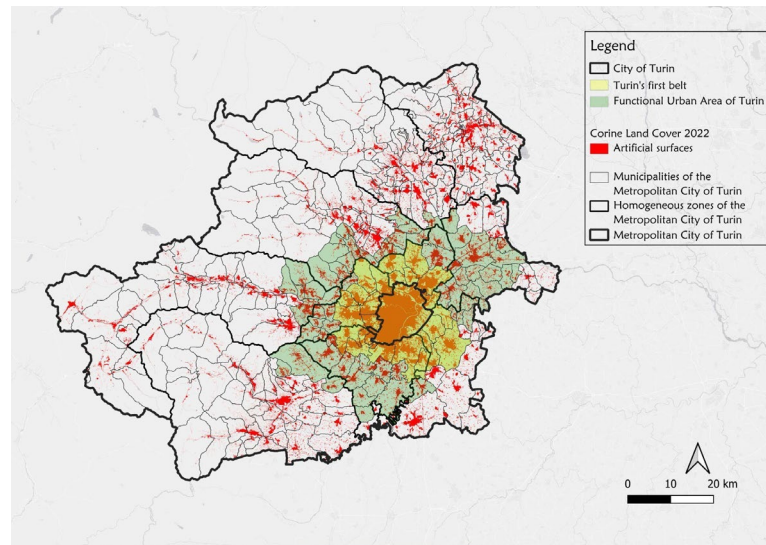 Legend
City of Turin
Turin's first belt
Functional Urban Area of Turin
Corine Land Cover 2022
Artificial surfaces
Municipalities of the
Metropolitan City of Turin
Homogeneous zones of the
Metropolitan City of Turin
Metropolitan City of Turin
0 10 20 km